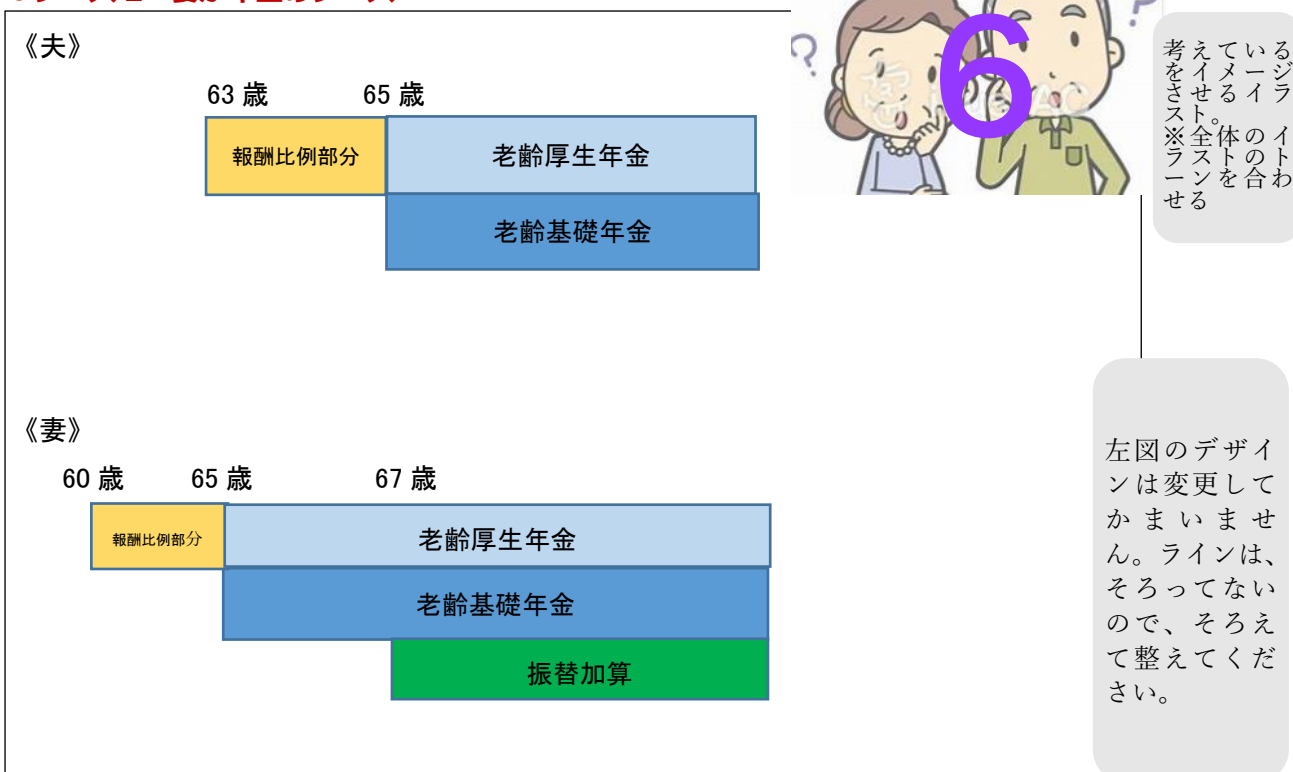 《夫》
63 歳 65 歳
報酬比例部分 老齢厚生年金
老齢基礎年金
《妻》
60 歳 65 歳 67 歳
報酬比例部分 老齢厚生年金
老齢基礎年金
振替加算
?
?
6
考えている
をイメージ
させるイラ
スト。
※全体のイ
ラストのト
ーンを合わ
せる
左図のデザイ
ンは変更して
かまいませ
ん。ラインは、
そろってない
ので、そろえ
て整えてくだ
さい。